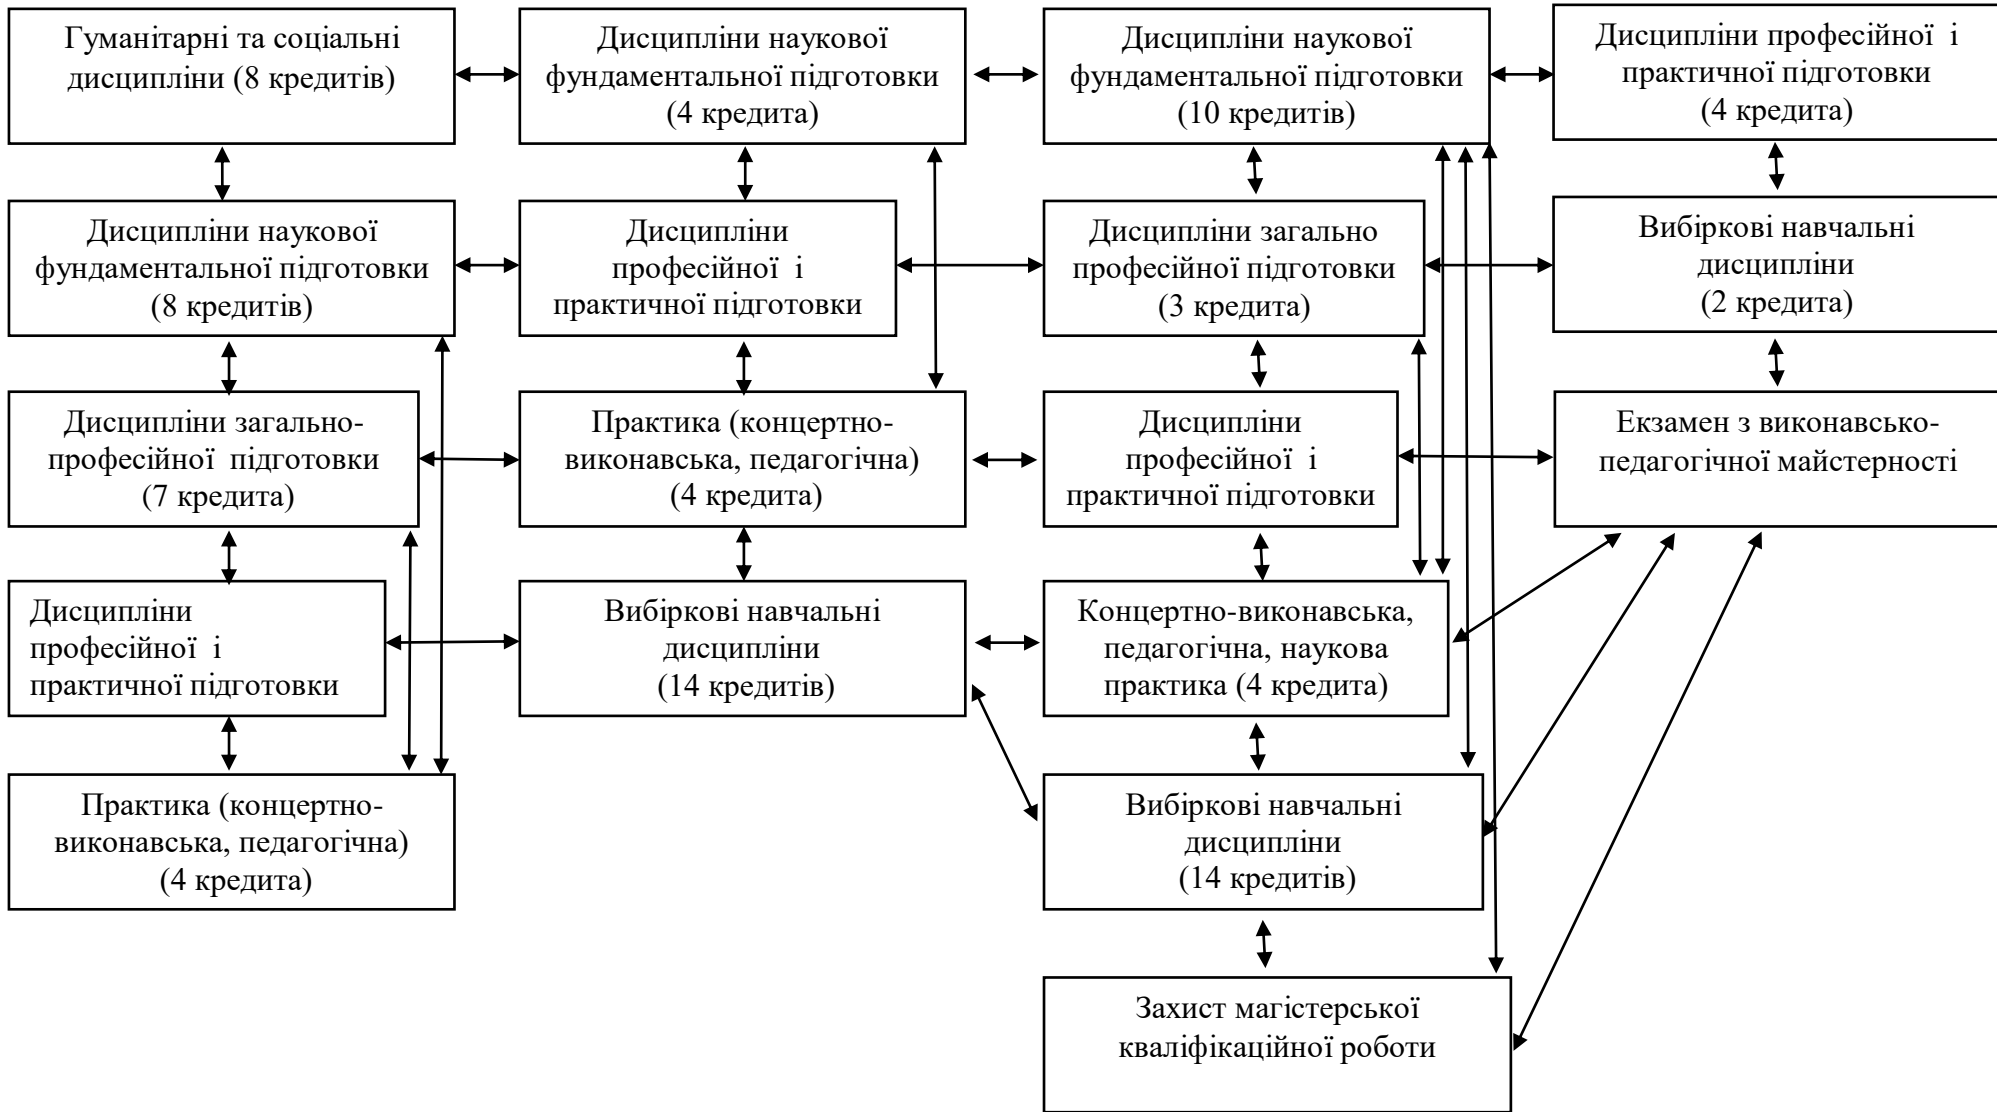 Гуманітарні та соціальні
дисципліни (8 кредитів)
Дисципліни наукової
фундаментальної підготовки
(4 кредита)
Дисципліни наукової
фундаментальної підготовки
(10 кредитів)
Дисципліни професійної і
практичної підготовки
(4 кредита)
Дисципліни наукової
фундаментальної підготовки
(8 кредитів)
Дисципліни
професійної і
практичної підготовки
Дисципліни загально
професійної підготовки
(3 кредита)
Вибіркові навчальні
дисципліни
(2 кредита)
Дисципліни загально-
професійної підготовки
(7 кредита)
Практика (концертно-
виконавська, педагогічна)
(4 кредита)
Дисципліни
професійної і
практичної підготовки
Екзамен з виконавсько-
педагогічної майстерності
Дисципліни
професійної і
практичної підготовки
Вибіркові навчальні
дисципліни
(14 кредитів)
Концертно-виконавська,
педагогічна, наукова
практика (4 кредита)
Практика (концертно-
виконавська, педагогічна)
(4 кредита)
Вибіркові навчальні
дисципліни
(14 кредитів)
Захист магістерської
кваліфікаційної роботи